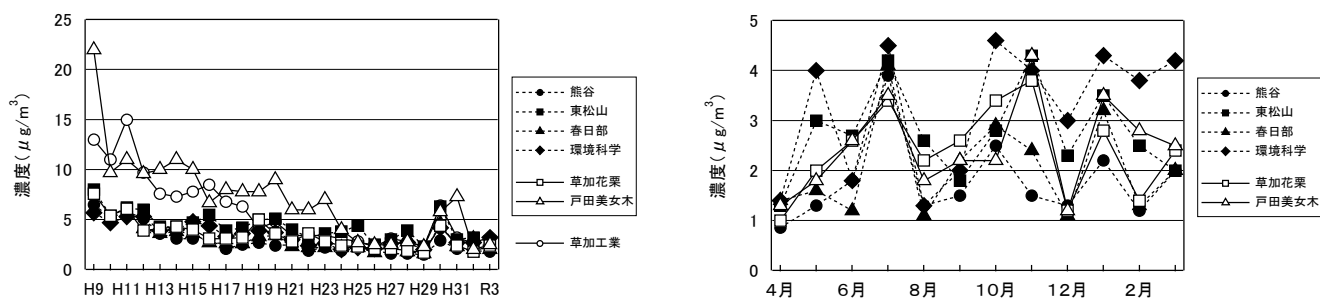 25
20
15
10
5
0
濃度(μg/m³)
H9 H11 H13 H15 H17 H19 H21 H23 H25 H27 H29 H31 R3
熊谷
東松山
春日部
環境科学
草加花栗
戸田美女木
草加工業
5
4
3
2
1
0
濃度(μg/m³)
4月 6月 8月 10月 12月 2月
熊谷
東松山
春日部
環境科学
草加花栗
戸田美女木